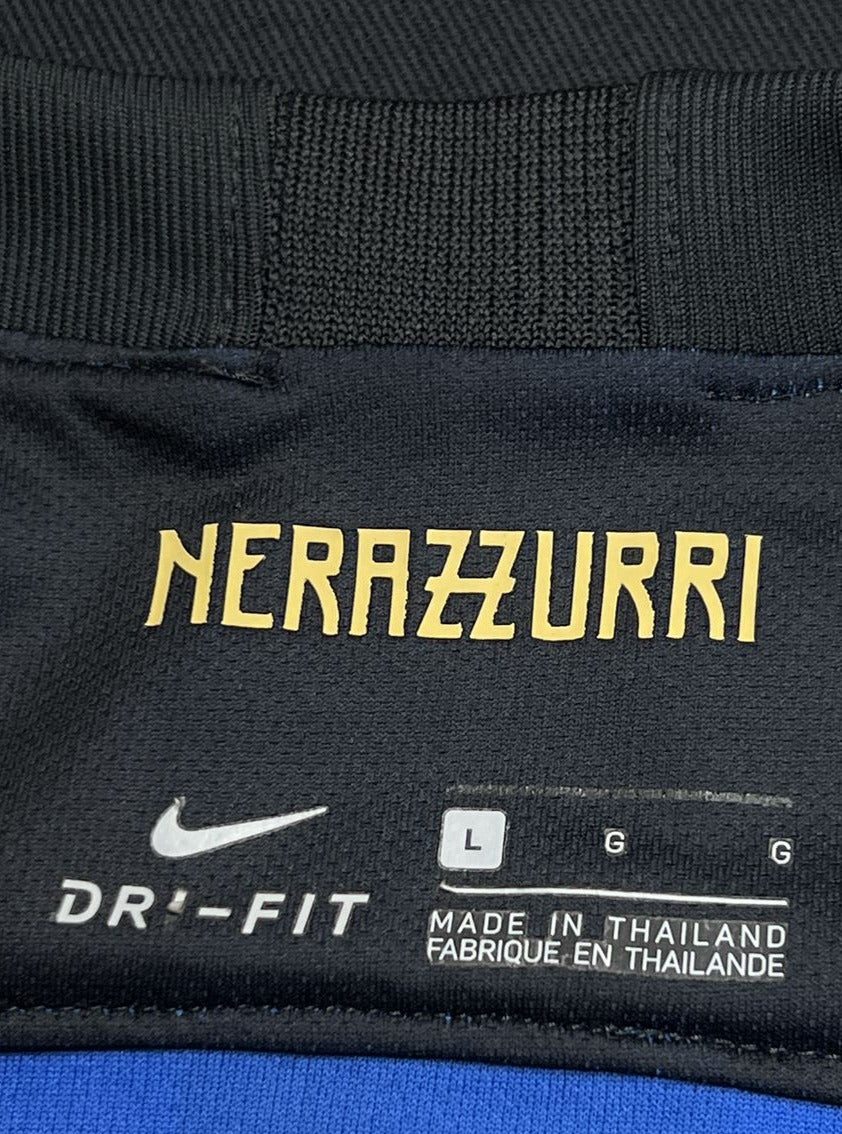 NERAZZURRI
DRI-FIT
L G G
MADE IN THAILAND
FABRIQUE EN THAILANDE